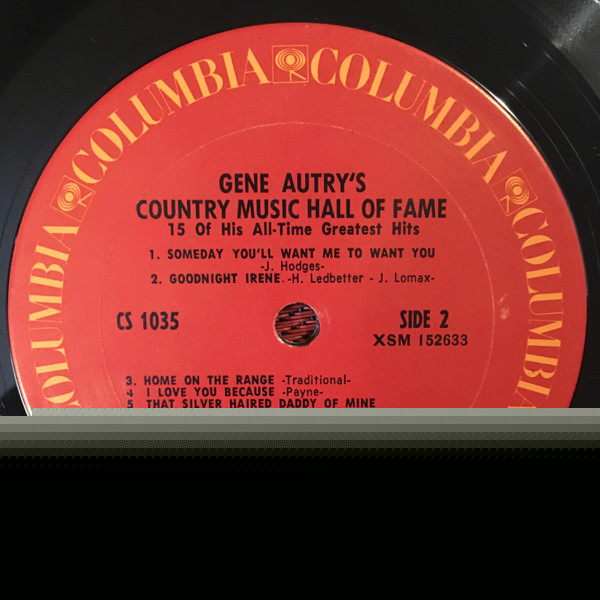 COLUMBIA COLUMBIA COLUMBIA COLUMBIA
GENE AUTRY'S
COUNTRY MUSIC HALL OF FAME
15 Of His All-Time Greatest Hits
1. SOMEDAY YOU'LL WANT ME TO WANT YOU
-J. Hodges-
2. GOODNIGHT IRENE -H. Ledbetter - J. Lomax-
CS 1035
SIDE 2
XSM 152633
3. HOME ON THE RANGE -Traditional-
4 I LOVE YOU BECAUSE -Payne-
5 THAT SILVER HAIRED DADDY OF MINE